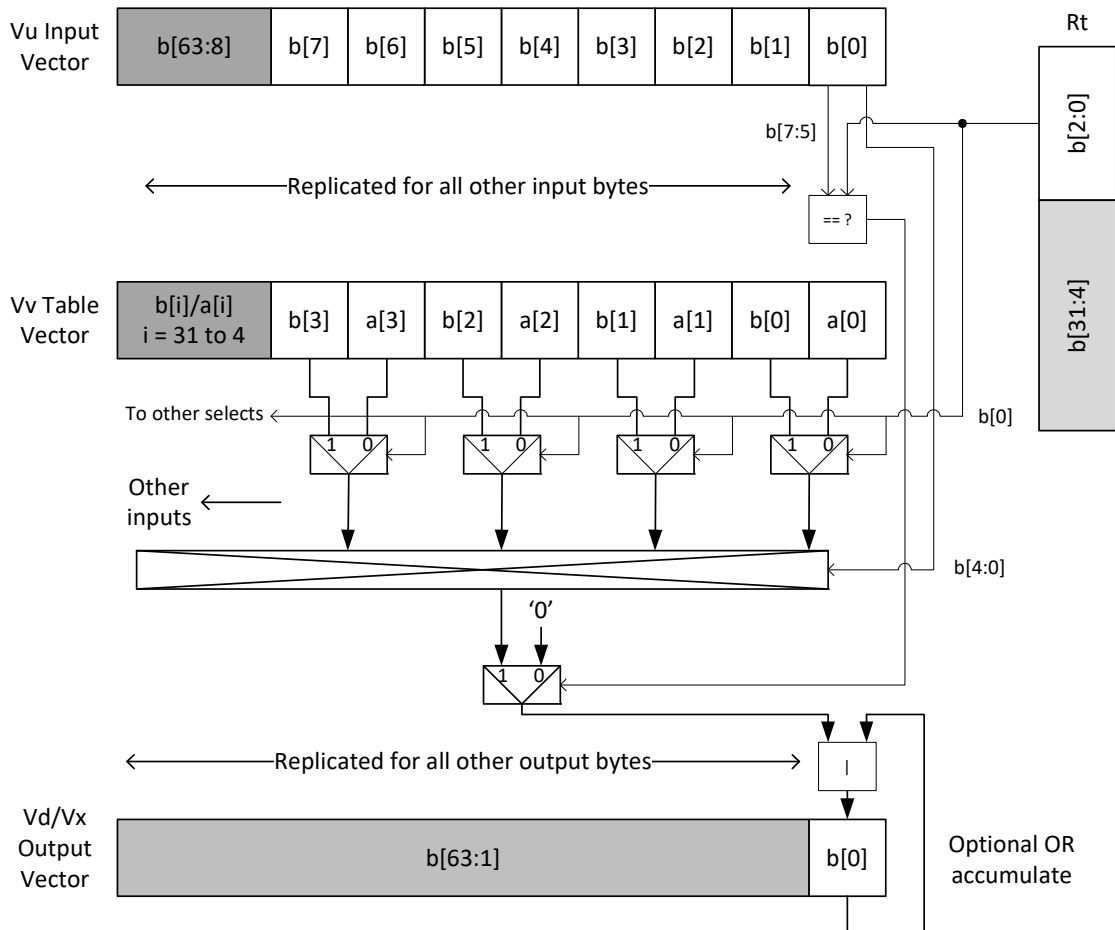 Vu Input
Vector
b[63:8]
b[7]
b[6]
b[5]
b[4]
b[3]
b[2]
b[1]
b[0]
Rt
b[2:0]
b[31:4]
b[7:5]
Replicated for all other input bytes
== ?
Vv Table
Vector
b[i]/a[i]
i = 31 to 4
b[3]
a[3]
b[2]
a[2]
b[1]
a[1]
b[0]
a[0]
To other selects
b[0]
1 0
1 0
1 0
1 0
Other
inputs
b[4:0]
‘0’
1 0
Replicated for all other output bytes
|
Vd/Vx
Output
Vector
b[63:1]
b[0]
Optional OR
accumulate